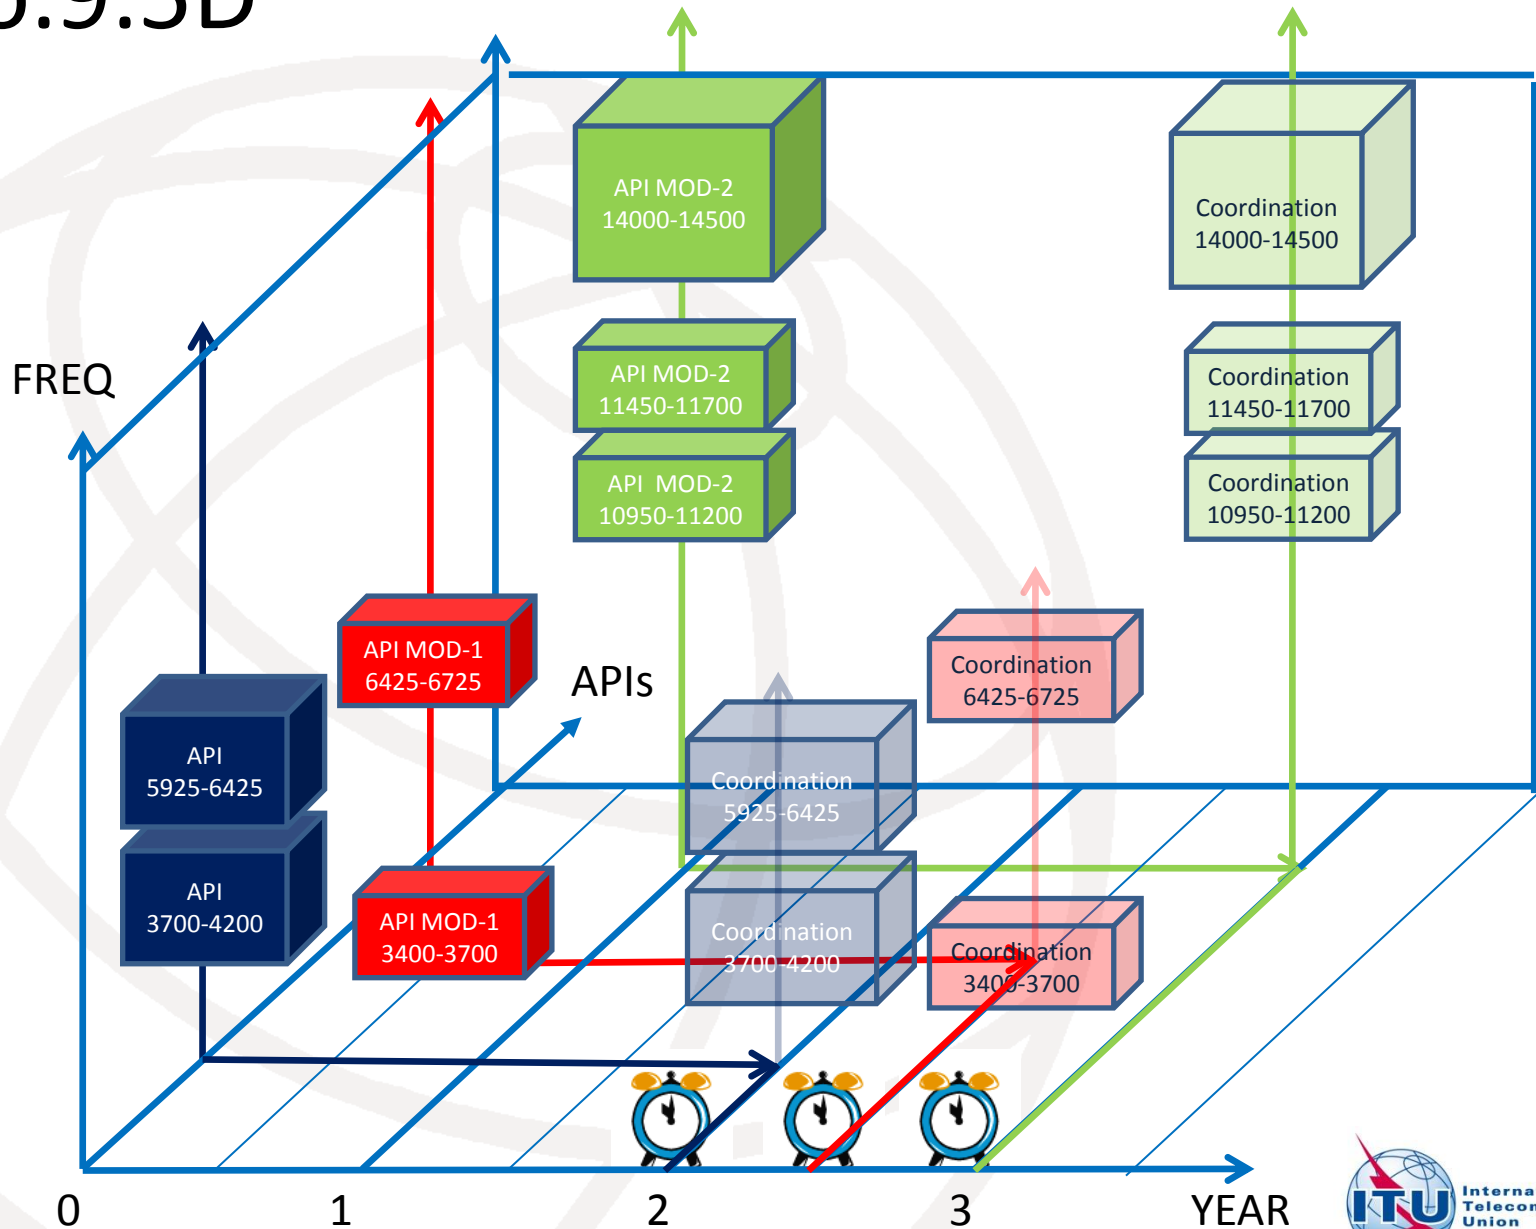 FREQ
API MOD-2
14000-14500
API MOD-2
11450-11700
API MOD-2
10950-11200
Coordination
14000-14500
Coordination
11450-11700
Coordination
10950-11200
API MOD-1
6425-6725
APIs
Coordination
6425-6725
API
5925-6425
Coordination
5925-6425
API
3700-4200
API MOD-1
3400-3700
Coordination
3700-4200
Coordination
3400-3700
0
1
2
3
YEAR
ITU